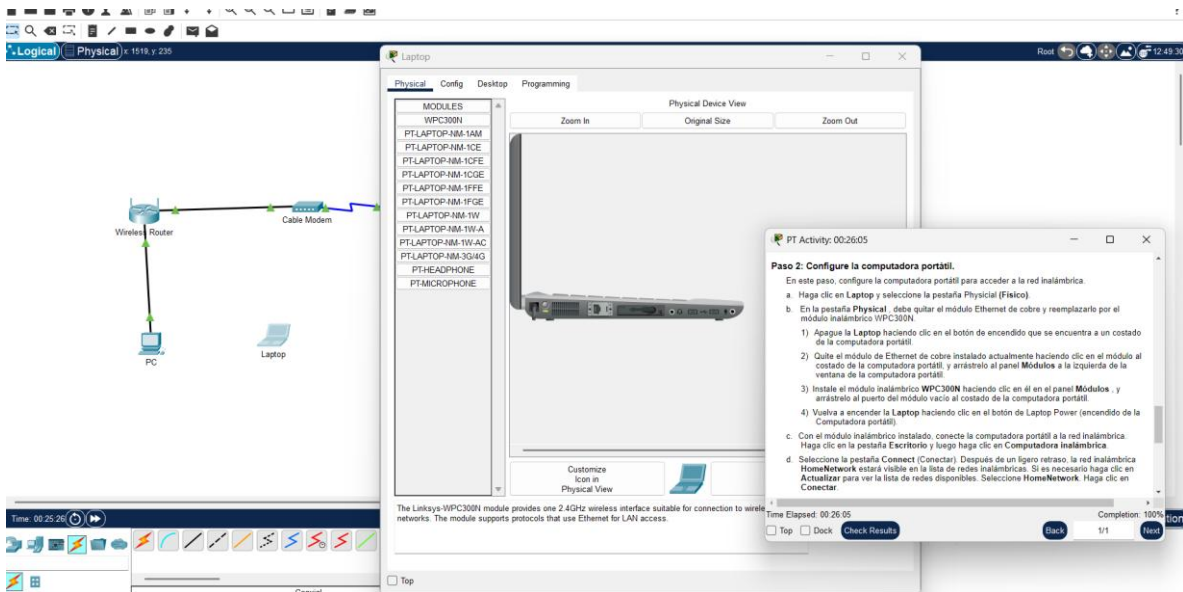 Logical
Physical
x: 1519, y: 235
Root
12:49:30
Wireless Router
Cable Modem
PC
Laptop
Time: 00:25:26
Laptop
Physical
Config
Desktop
Programming
MODULES
WPC300N
PT-LAPTOP-NM-1AM
PT-LAPTOP-NM-1CE
PT-LAPTOP-NM-1CFE
PT-LAPTOP-NM-1CGE
PT-LAPTOP-NM-1FFE
PT-LAPTOP-NM-1FGE
PT-LAPTOP-NM-1W
PT-LAPTOP-NM-1W-A
PT-LAPTOP-NM-1W-AC
PT-LAPTOP-NM-3G/4G
PT-HEADPHONE
PT-MICROPHONE
Physical Device View
Zoom In
Original Size
Zoom Out
Customize
Icon in
Physical View
The Linksys-WPC300N module provides one 2.4GHz wireless interface suitable for connection to wirele
networks. The module supports protocols that use Ethernet for LAN access.
Top
PT Activity: 00:26:05
Paso 2: Configure la computadora portátil.
En este paso, configure la computadora portátil para acceder a la red inalámbrica.
a. Haga clic en Laptop y seleccione la pestaña Physicial (Físico).
b. En la pestaña Physical , debe quitar el módulo Ethernet de cobre y reemplazarlo por el
módulo inalámbrico WPC300N.
1) Apague la Laptop haciendo clic en el botón de encendido que se encuentra a un costado
de la computadora portátil.
2) Quite el módulo de Ethernet de cobre instalado actualmente haciendo clic en el módulo al
costado de la computadora portátil, y arrástrelo al panel Módulos a la izquierda de la
ventana de la computadora portátil.
3) Instale el módulo inalámbrico WPC300N haciendo clic en él en el panel Módulos , y
arrástrelo al puerto del módulo vacío al costado de la computadora portátil.
4) Vuelva a encender la Laptop haciendo clic en el botón de Laptop Power (encendido de la
Computadora portátil).
c. Con el módulo inalámbrico instalado, conecte la computadora portátil a la red inalámbrica.
Haga clic en la pestaña Escritorio y luego haga clic en Computadora inalámbrica.
d. Seleccione la pestaña Connect (Conectar). Después de un ligero retraso, la red inalámbrica
HomeNetwork estará visible en la lista de redes inalámbricas. Si es necesario haga clic en
Actualizar para ver la lista de redes disponibles. Seleccione HomeNetwork. Haga clic en
Conectar.
Time Elapsed: 00:26:05
Completion: 100%
Top
Dock
Check Results
Back
1/1
Next